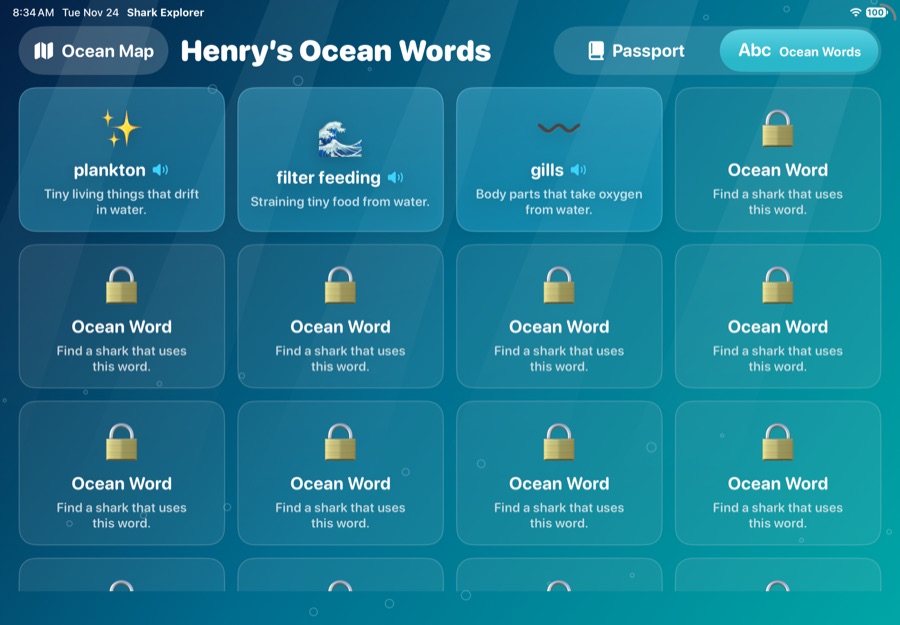 8:34 AM Tue Nov 24 Shark Explorer
100
Ocean Map
Henry's Ocean Words
Passport
Abc Ocean Words
plankton
Tiny living things that drift
in water.
filter feeding
Straining tiny food from water.
gills
Body parts that take oxygen
from water.
Ocean Word
Find a shark that uses
this word.
Ocean Word
Find a shark that uses
this word.
Ocean Word
Find a shark that uses
this word.
Ocean Word
Find a shark that uses
this word.
Ocean Word
Find a shark that uses
this word.
Ocean Word
Find a shark that uses
this word.
Ocean Word
Find a shark that uses
this word.
Ocean Word
Find a shark that uses
this word.
Ocean Word
Find a shark that uses
this word.